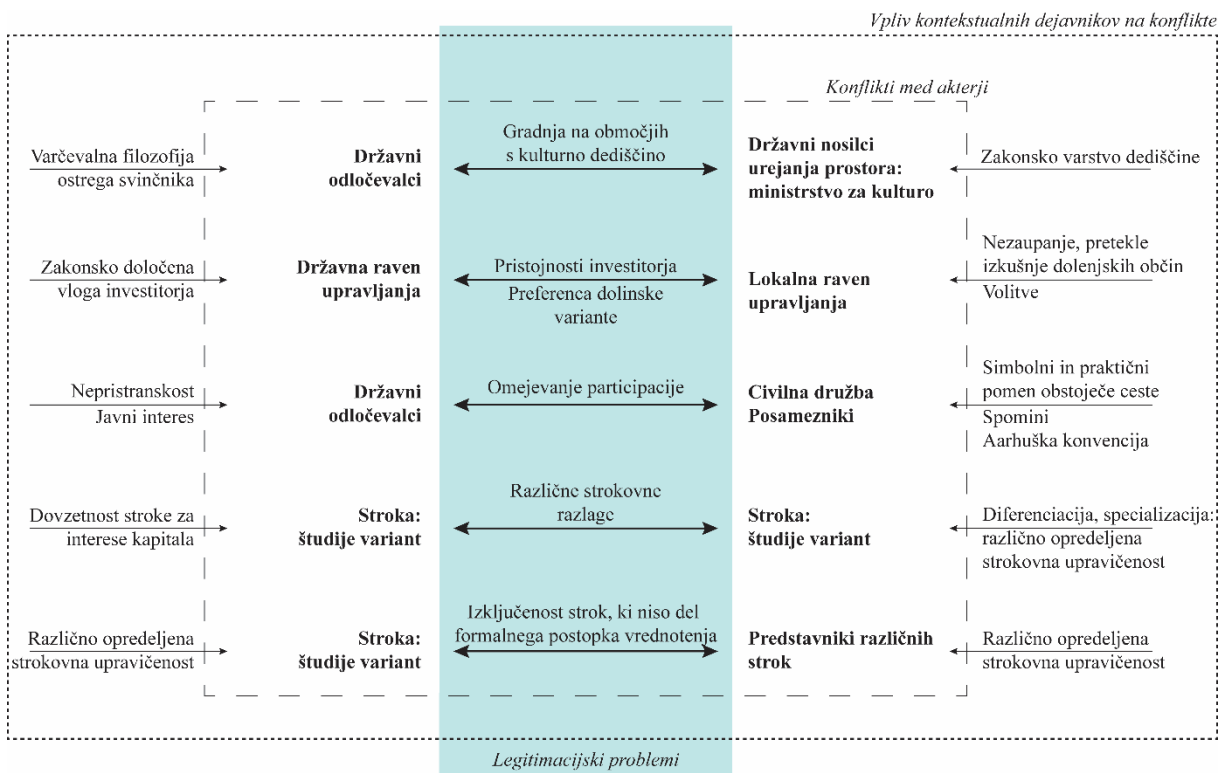 Vpliv kontekstualnih dejavnikov na konflikte
Konflikti med akterji
Varčevalna filozofija
ostrega svinčnika
Državni
odločevalci
Gradnja na območjih
s kulturno dediščino
Državni nosilci
urejanja prostora:
ministrstvo za kulturo
Zakonsko varstvo dediščine
Zakonsko določena
vloga investitorja
Državna raven
upravljanja
Pristojnosti investitorja
Preferenca dolinske
variante
Lokalna raven
upravljanja
Nezaupanje, pretekle
izkušnje dolenjskih občin
Volitve
Nepristranskost
Javni interes
Državni
odločevalci
Omejevanje participacije
Civilna družba
Posamezniki
Simbolni in praktični
pomen obstoječe ceste
Spomini
Aarhuška konvencija
Dovzetnost stroke za
interese kapitala
Stroka:
študije variant
Različne strokovne
razlage
Stroka:
študije variant
Diferenciacija, specializacija:
različno opredeljena
strokovna upravičenost
Različno opredeljena
strokovna upravičenost
Stroka:
študije variant
Izključenost strok, ki niso del
formalnega postopka vrednotenja
Predstavniki različnih
strok
Različno opredeljena
strokovna upravičenost
Legitimacijski problemi